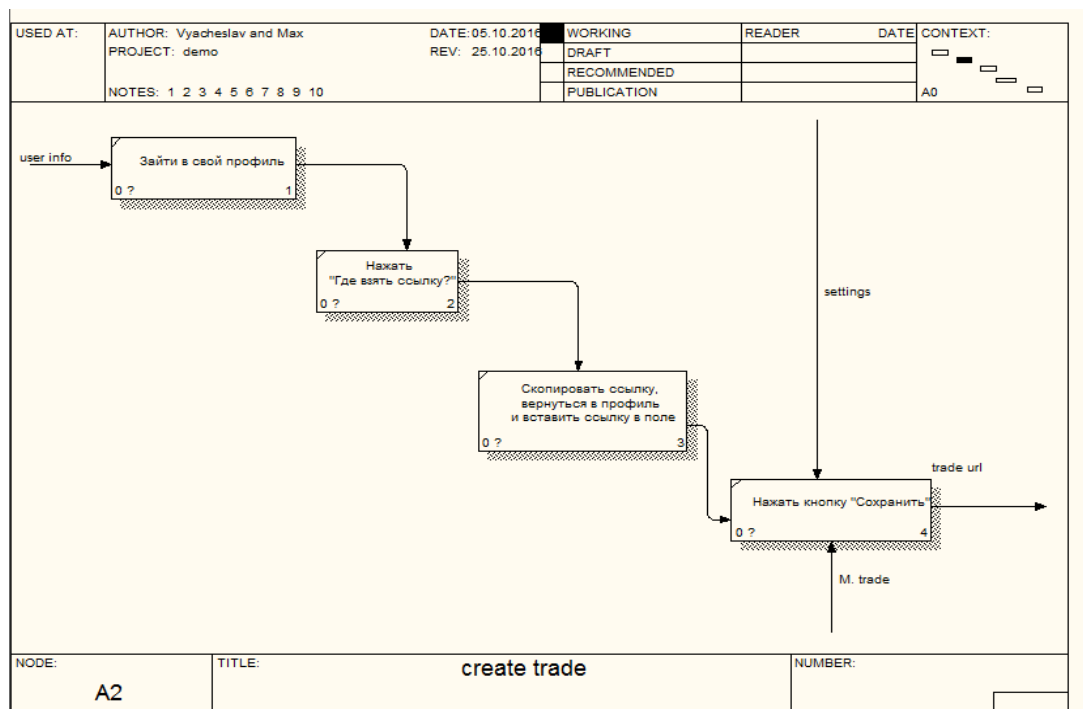 USED AT:
AUTHOR: Vyacheslav and Max
DATE:05.10.2016
PROJECT: demo
REV: 25.10.2016
NOTES: 1 2 3 4 5 6 7 8 9 10
WORKING
DRAFT
RECOMMENDED
PUBLICATION
READER
DATE
CONTEXT:
A0
user info
Зайти в свой профиль
0 ?
1
Нажать
"Где взять ссылку?"
0 ?
2
settings
Скопировать ссылку,
вернуться в профиль
и вставить ссылку в поле
0 ?
3
trade url
Нажать кнопку "Сохранить"
0 ?
4
M. trade
NODE:
A2
TITLE:
create trade
NUMBER: